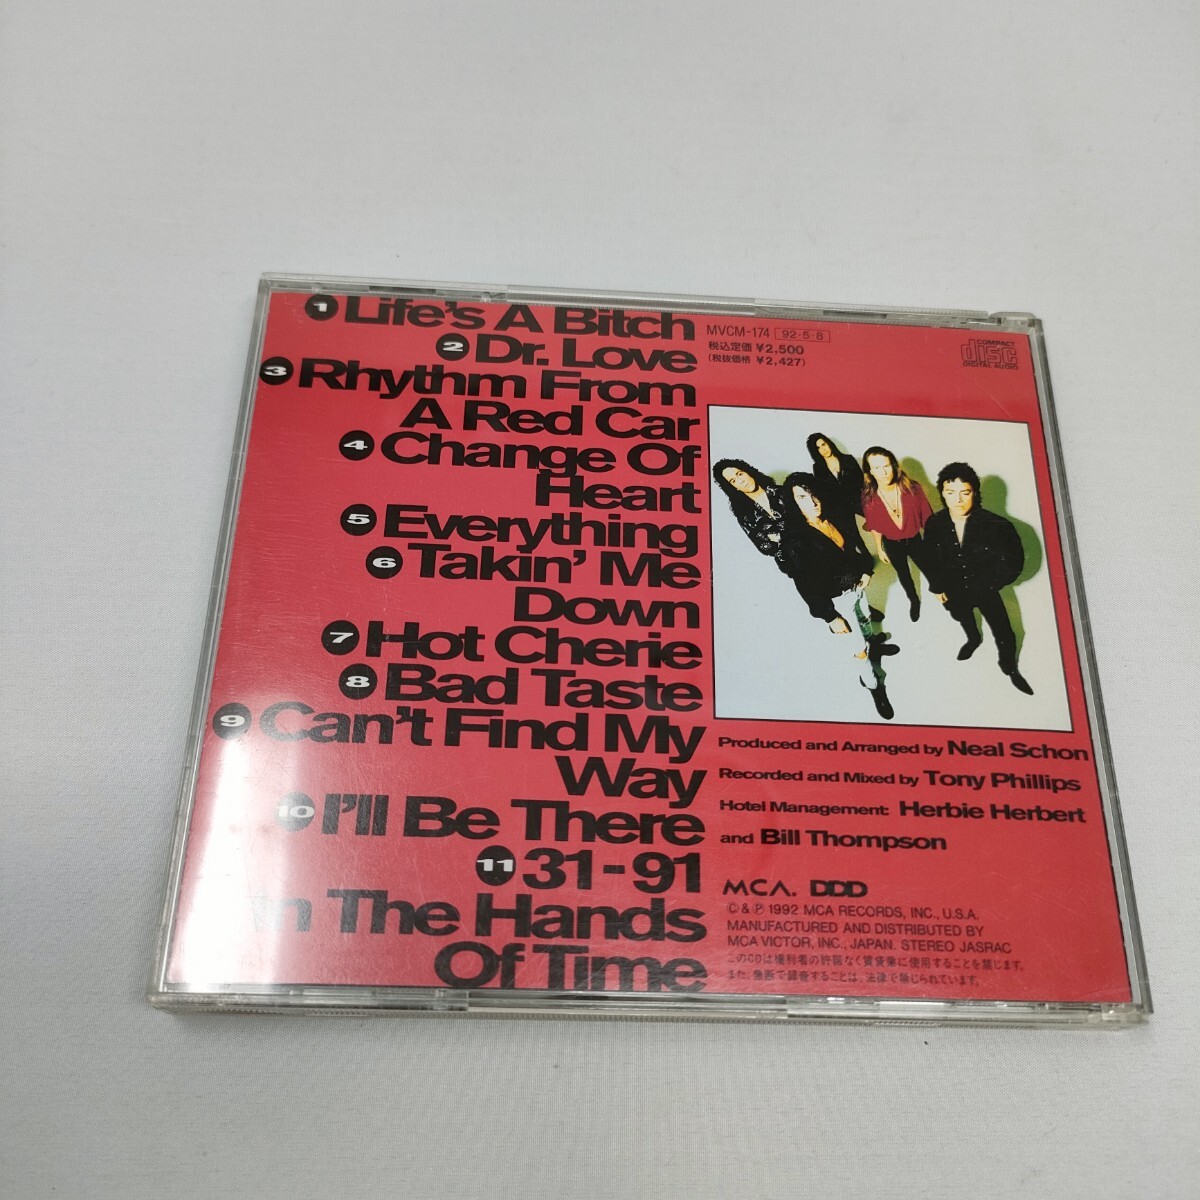 1 Life's A Bitch
2 Dr. Love
3 Rhythm From
A Red Car
4 Change Of
Heart
5 Everything
6 Takin' Me
Down
7 Hot Cherie
8 Bad Taste
9 Can't Find My
Way
10 I'll Be There
11 31-91
In The Hands
Of Time
MVCM-174 92·5·8
税込定価 ¥2,500
(税抜価格 ¥2,427)
COMPACT
disc
DIGITAL AUDIO
Produced and Arranged by Neal Schon
Recorded and Mixed by Tony Phillips
Hotel Management: Herbie Herbert
and Bill Thompson
MCA. DDD
© & ℗ 1992 MCA RECORDS, INC., U.S.A.
MANUFACTURED AND DISTRIBUTED BY
MCA VICTOR, INC., JAPAN. STEREO JASRAC
このCDは権利者の許諾なく賃貸業に使用することを禁じます。
また、無断で録音することは、法律で禁じられています。